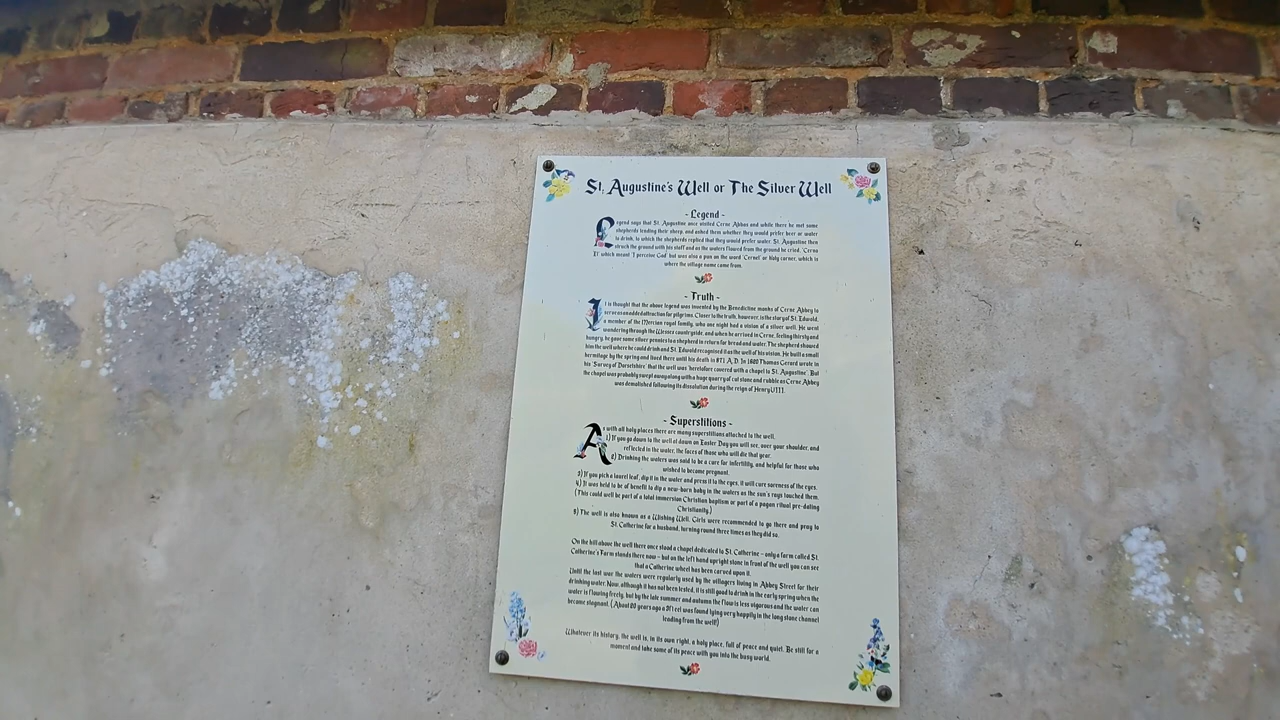 St. Augustine's Well or The Silver Well
- Legend -
Legend says that St. Augustine once visited Cerne Abbas and while there he met some
shepherds tending their sheep, and asked them whether they would prefer beer or water
to drink, to which the shepherds replied that they would prefer water. St. Augustine then
struck the ground with his staff and as the waters flowed from the ground he cried, 'Cerno
El' which meant 'I perceive God' but was also a pun on the word 'Cernel' or Holy corner, which is
where the village name came from.
- Truth -
It is thought that the above legend was invented by the Benedictine monks of Cerne Abbey to
serve as an added attraction for pilgrims. Closer to the truth, however, is the story of St. Edwold,
a member of the Mercian royal family, who one night had a vision of a silver well. He went
wandering through the Wessex countryside, and when he arrived in Cerne, feeling thirsty and
hungry, he gave some silver pennies to a shepherd in return for bread and water. The shepherd showed
him the well where he could drink and St. Edwold recognised it as the well of his vision. He built a small
hermitage by the spring and lived there until his death in 871 A.D. In 1620 Thomas Gerard wrote in
his 'Survey of Dorsetshire' that the well was 'heretofore covered with a chapel to St. Augustine'. But
the chapel was probably swept away along with a huge quarry of cut stone and rubble as Cerne Abbey
was demolished following its dissolution during the reign of Henry VIII.
- Superstitions -
As with all holy places there are many superstitions attached to the well.
1) If you go down to the well at dawn on Easter Day you will see, over your shoulder, and
reflected in the water, the faces of those who will die that year.
2) Drinking the waters was said to be a cure for infertility, and helpful for those who
wished to become pregnant.
3) If you pick a laurel leaf, dip it in the water and press it to the eyes, it will cure soreness of the eyes.
4) It was held to be of benefit to dip a new-born baby in the waters as the sun's rays touched them.
(This could well be part of a total immersion Christian baptism or part of a pagan ritual pre-dating
Christianity.)
5) The well is also known as a Wishing Well. Girls were recommended to go there and pray to
St. Catherine for a husband, turning round three times as they did so.
On the hill above the well there once stood a chapel dedicated to St. Catherine – only a farm called St.
Catherine's Farm stands there now – but on the left hand upright stone in front of the well you can see
that a Catherine wheel has been carved upon it.
Until the last war the waters were regularly used by the villagers living in Abbey Street for their
drinking water. Now, although it has not been tested, it is still good to drink in the early spring when the
water is flowing freely, but by the late summer and autumn the flow is less vigorous and the water can
become stagnant. (About 20 years ago a 3ft eel was found lying very happily in the long stone channel
leading from the well!)
Whatever its history, the well is, in its own right, a holy place, full of peace and quiet. Be still for a
moment and take some of its peace with you into the busy world.